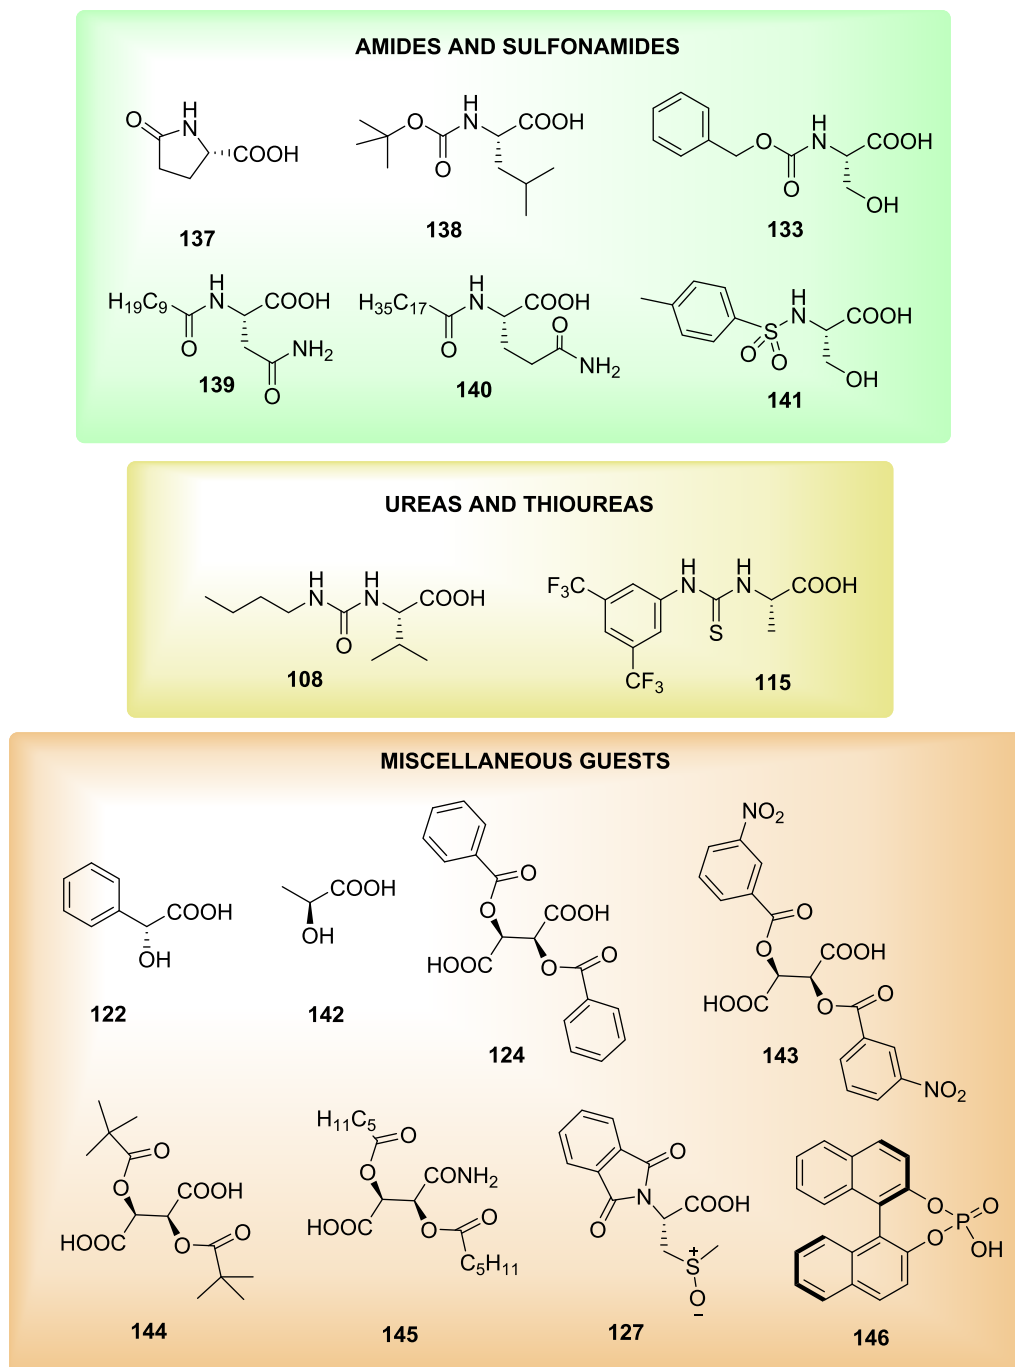 AMIDES AND SULFONAMIDES
O
H
N
COOH
137
O
O
H
N
COOH
138
O
O
H
N
COOH
OH
133
H19C9
O
H
N
COOH
NH2
O
139
H35C17
O
H
N
COOH
O
NH2
140
S
O
O
H
N
COOH
OH
141
UREAS AND THIOUREAS
H
N
O
H
N
COOH
108
F3C
CF3
H
N
S
H
N
COOH
115
MISCELLANEOUS GUESTS
COOH
OH
122
COOH
OH
142
O
O
COOH
HOOC
O
O
124
NO2
O
O
COOH
HOOC
O
O
NO2
143
O
O
COOH
HOOC
O
O
144
H11C5
O
O
CONH2
HOOC
O
O
C5H11
145
O
N
O
COOH
S
+
O
−
127
O
P
O
O
OH
146